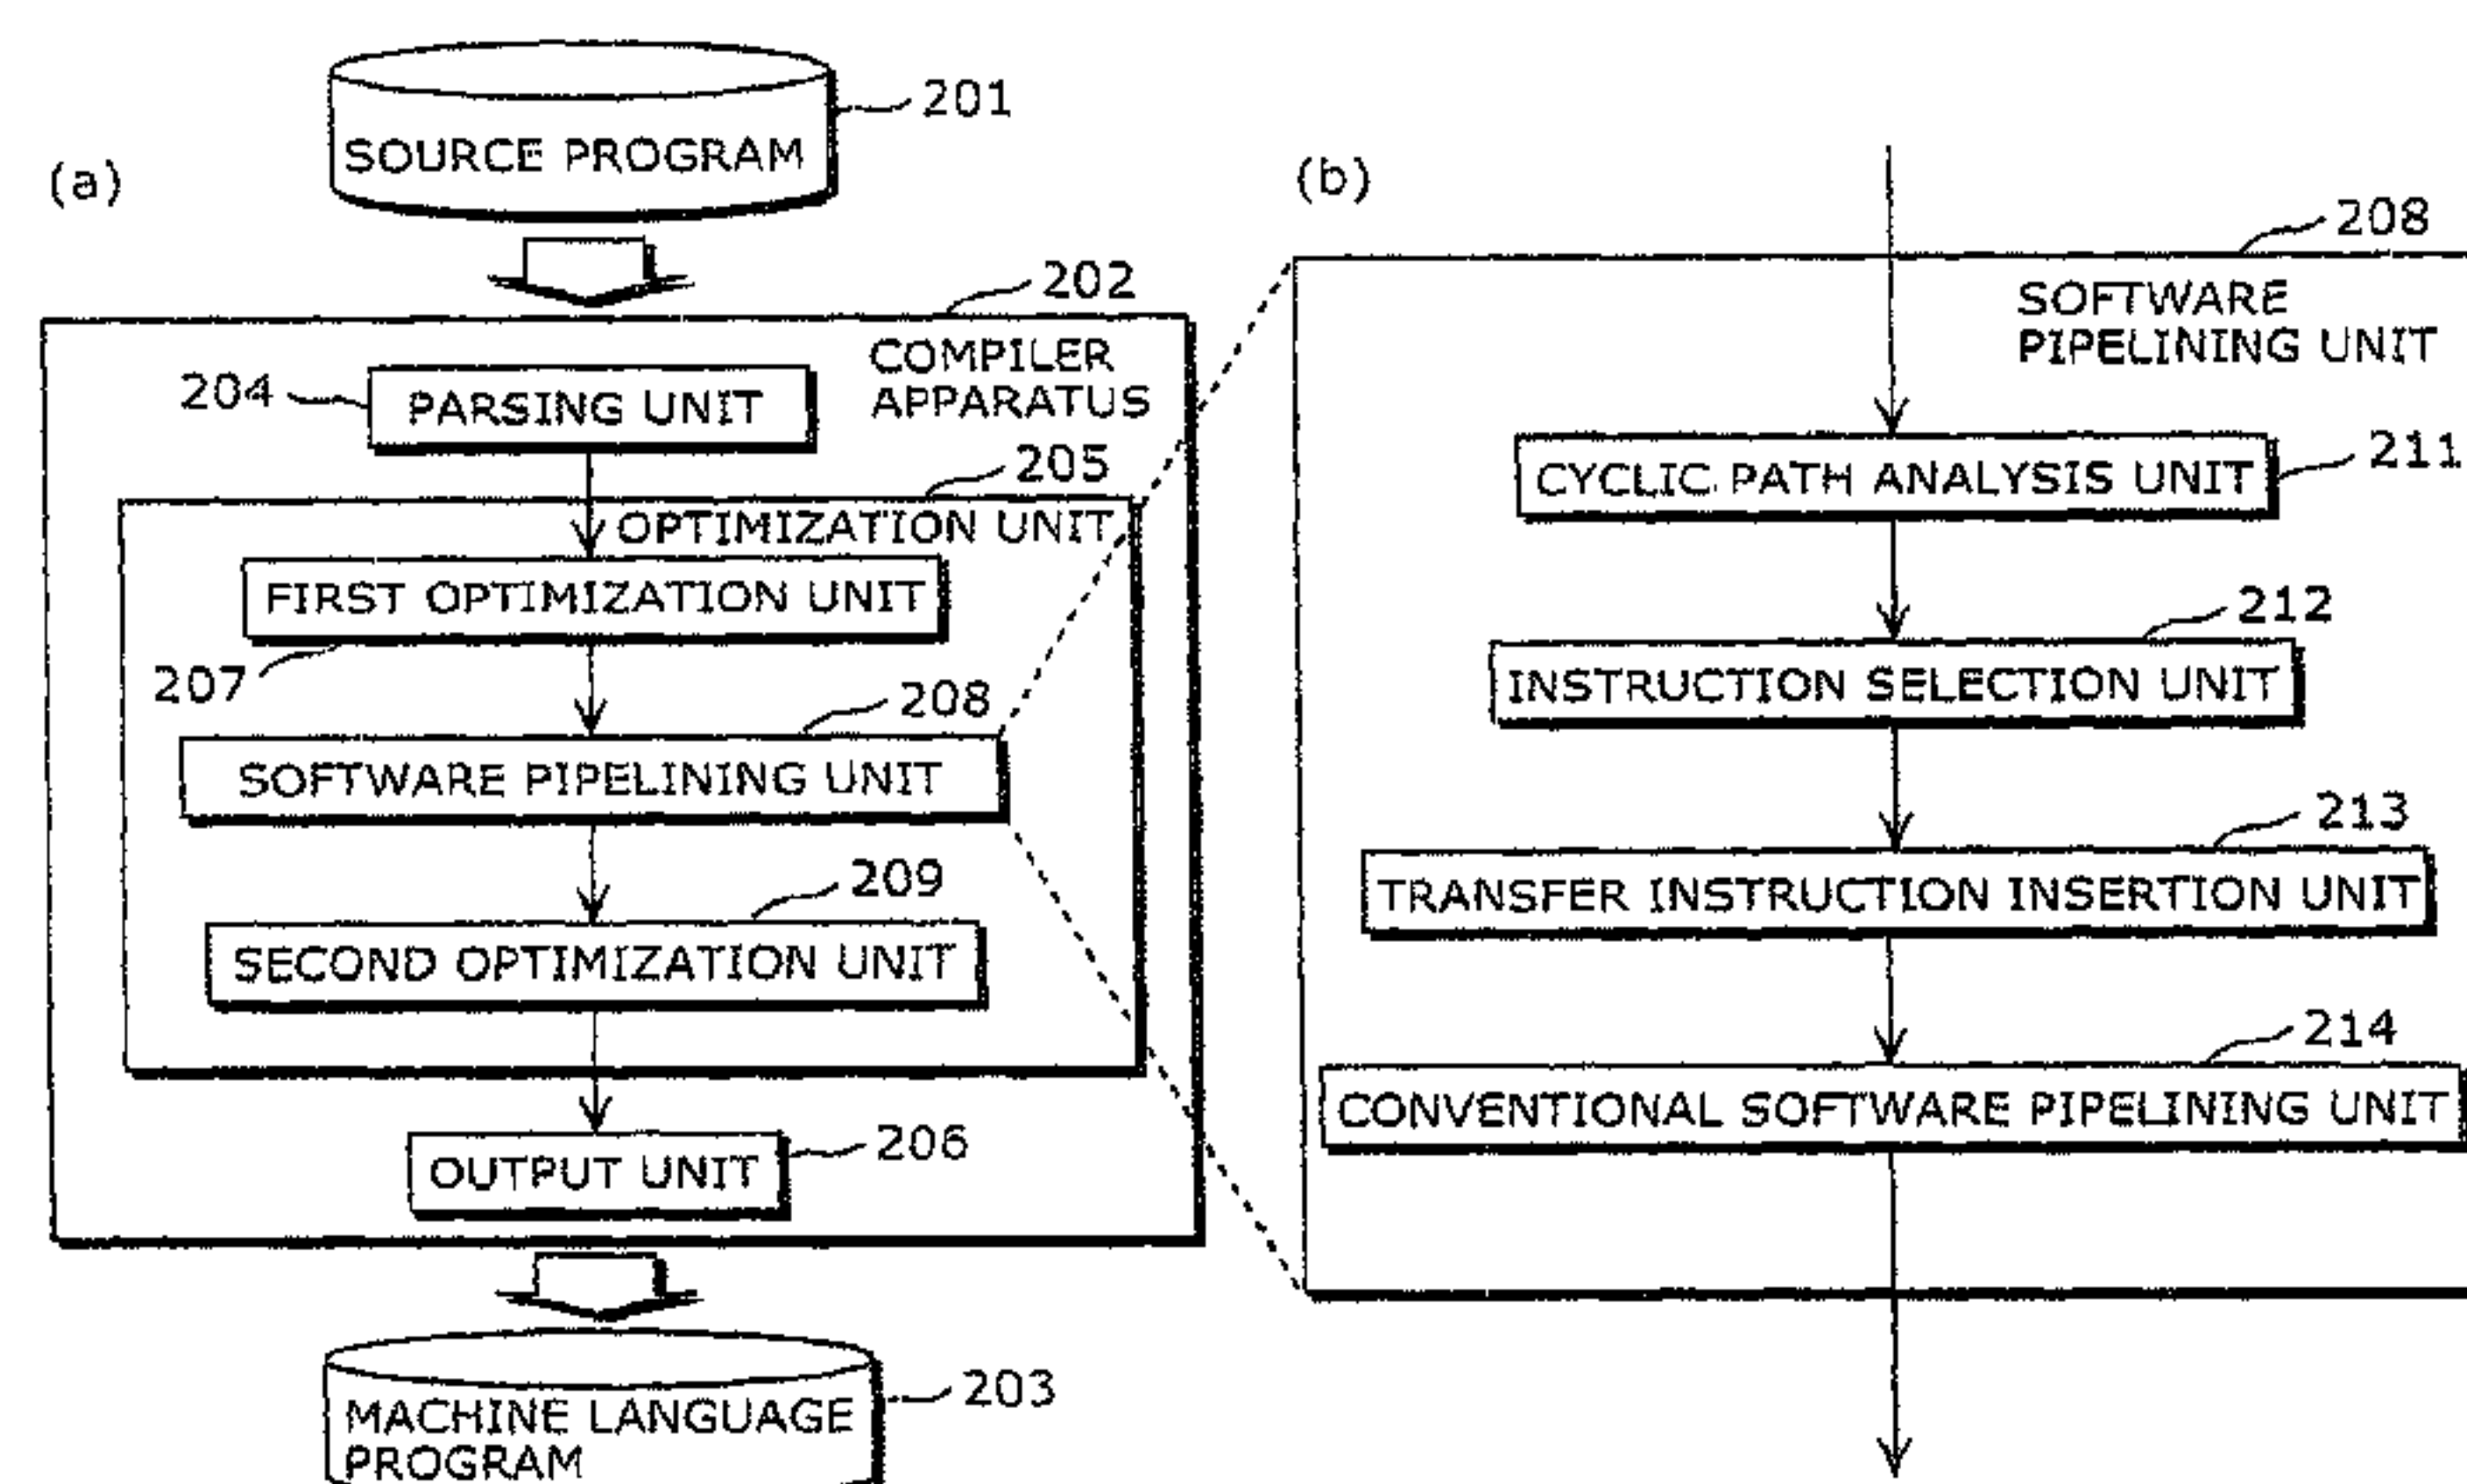 (a)
SOURCE PROGRAM
201
202
COMPILER
APPARATUS
204
PARSING UNIT
205
OPTIMIZATION UNIT
FIRST OPTIMIZATION UNIT
207
208
SOFTWARE PIPELINING UNIT
209
SECOND OPTIMIZATION UNIT
OUTPUT UNIT
206
MACHINE LANGUAGE
PROGRAM
203
(b)
208
SOFTWARE
PIPELINING UNIT
CYCLIC PATH ANALYSIS UNIT
211
212
INSTRUCTION SELECTION UNIT
213
TRANSFER INSTRUCTION INSERTION UNIT
214
CONVENTIONAL SOFTWARE PIPELINING UNIT